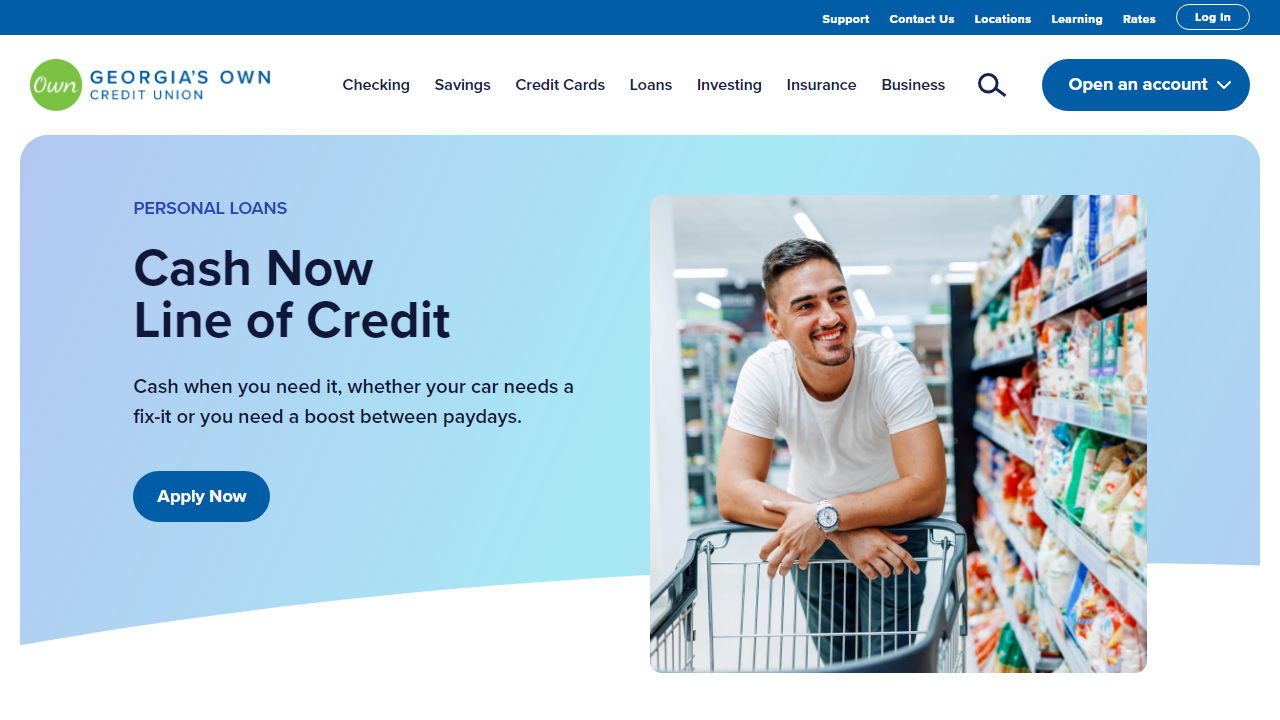 Support Contact Us Locations Learning Rates Log In
Own GEORGIA'S OWN
CREDIT UNION
Checking Savings Credit Cards Loans Investing Insurance Business Open an account
PERSONAL LOANS
Cash Now
Line of Credit
Cash when you need it, whether your car needs a
fix-it or you need a boost between paydays.
Apply Now